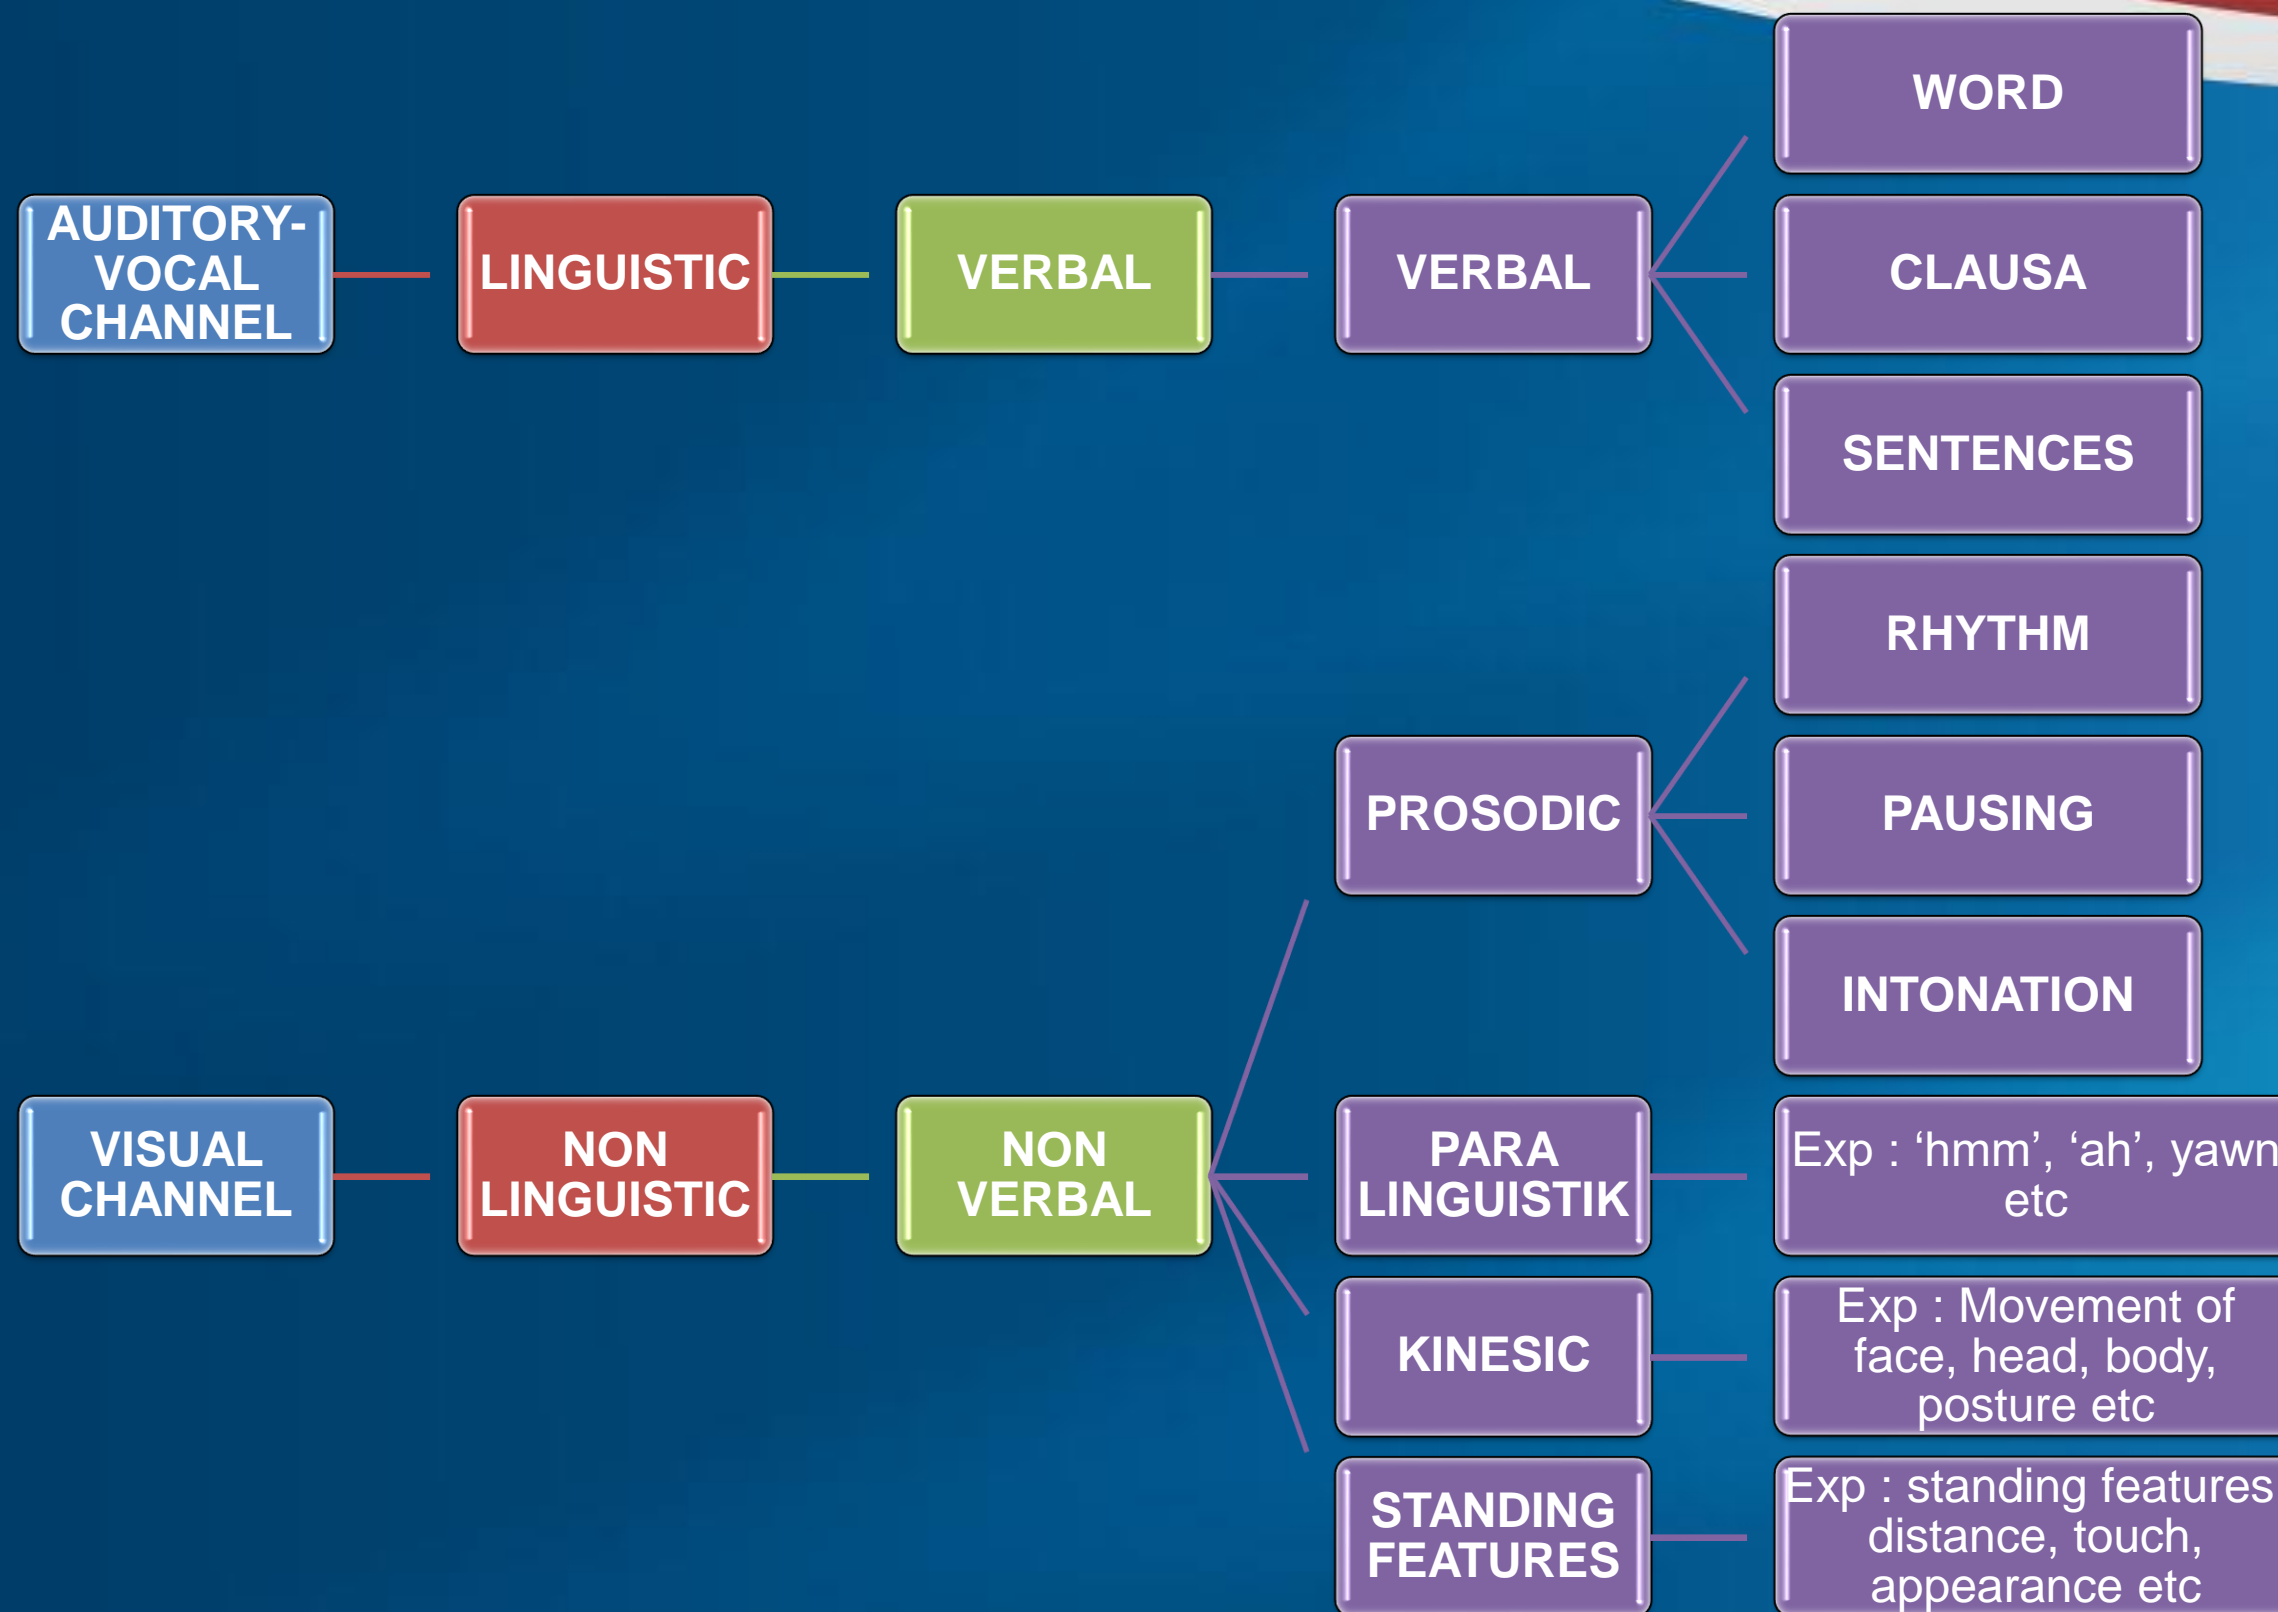 WORD
AUDITORY-
VOCAL
CHANNEL
LINGUISTIC
VERBAL
VERBAL
CLAUSA
SENTENCES
RHYTHM
PROSODIC
PAUSING
INTONATION
VISUAL
CHANNEL
NON
LINGUISTIC
NON
VERBAL
PARA
LINGUISTIK
Exp : ‘hmm’, ‘ah’, yawn
etc
KINESIC
Exp : Movement of
face, head, body,
posture etc
STANDING
FEATURES
Exp : standing features
distance, touch,
appearance etc